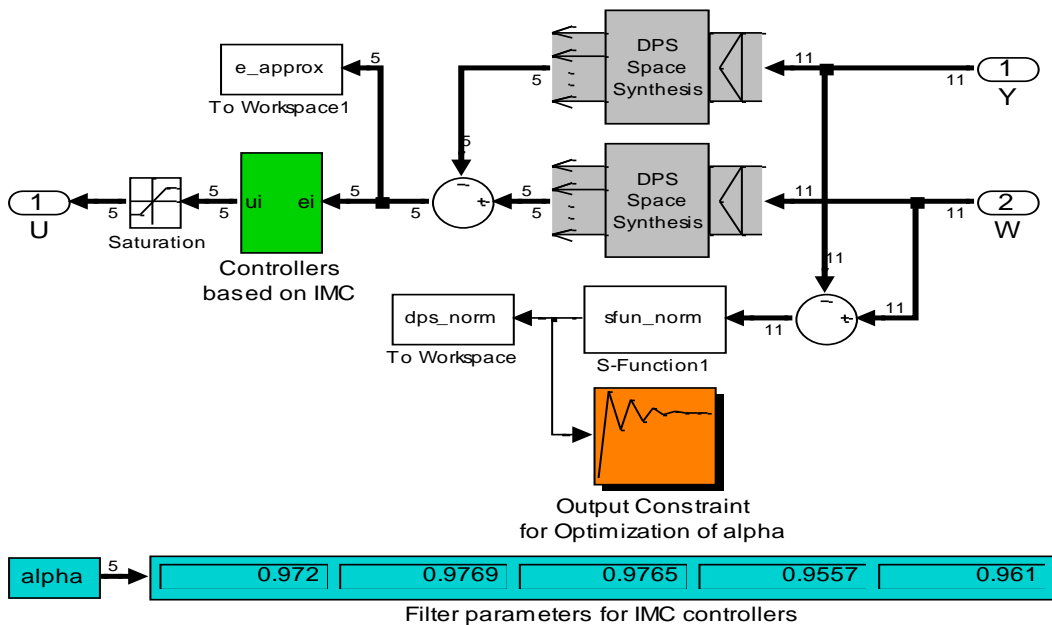 e_approx
To Workspace1
5
5
DPS
Space
Synthesis
11
11
1
Y
5
1
U
5
5
5
Saturation
ui
ei
Controllers
based on IMC
5
5
-
+
5
5
DPS
Space
Synthesis
11
11
2
W
11
dps_norm
To Workspace
sfun_norm
S-Function1
11
-
+
11
Output Constraint
for Optimization of alpha
alpha
5
0.972
0.9769
0.9765
0.9557
0.961
Filter parameters for IMC controllers